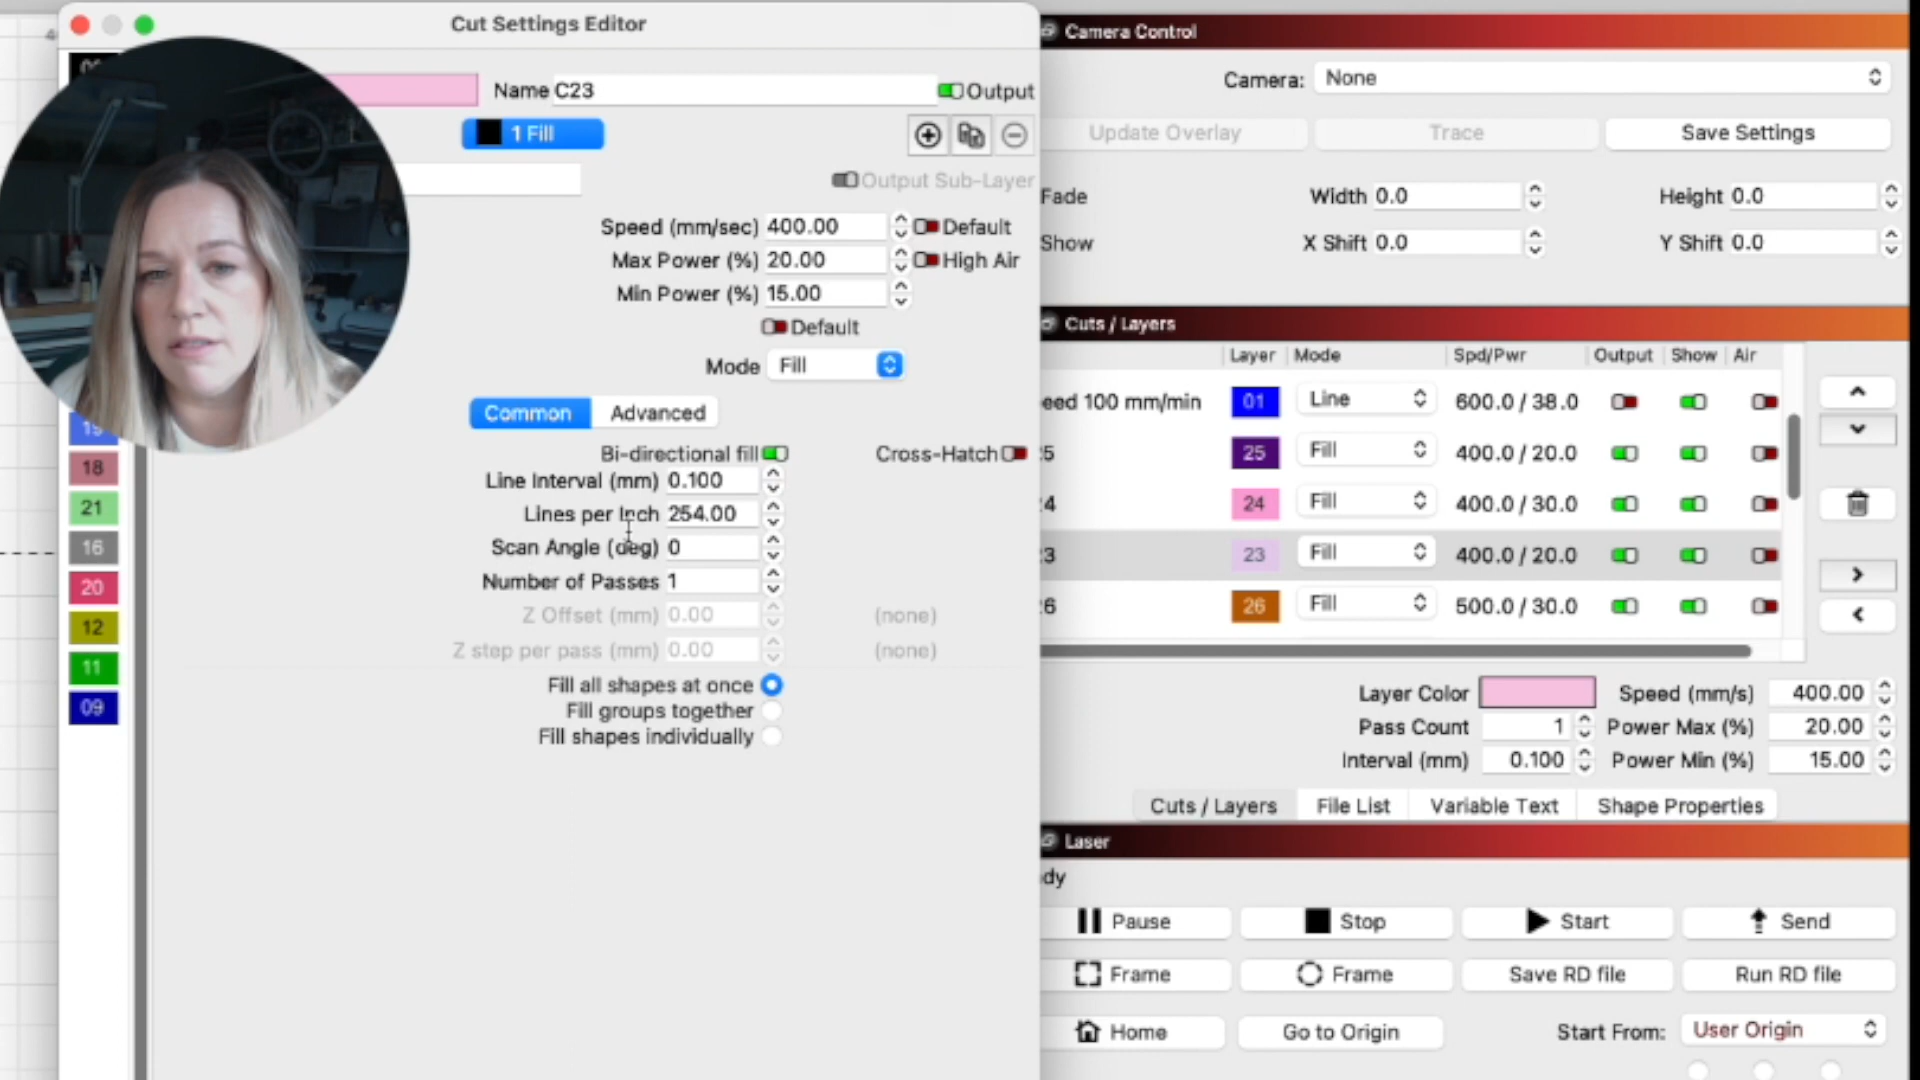 Cut Settings Editor
Name C23
Output
1 Fill
Output Sub-Layer
Speed (mm/sec) 400.00
Default
Max Power (%) 20.00
High Air
Min Power (%) 15.00
Default
Mode Fill
Common
Advanced
Bi-directional fill
Cross-Hatch
Line Interval (mm) 0.100
Lines per Inch 254.00
Scan Angle (deg) 0
Number of Passes 1
Z Offset (mm) 0.00
(none)
Z step per pass (mm) 0.00
(none)
Fill all shapes at once
Fill groups together
Fill shapes individually
18
21
16
20
12
11
09
Camera Control
Camera: None
Update Overlay
Trace
Save Settings
Fade
Width 0.0
Height 0.0
Show
X Shift 0.0
Y Shift 0.0
Cuts / Layers
Layer Mode Spd/Pwr Output Show Air
eed 100 mm/min 01 Line 600.0 / 38.0
5 25 Fill 400.0 / 20.0
4 24 Fill 400.0 / 30.0
3 23 Fill 400.0 / 20.0
6 26 Fill 500.0 / 30.0
Layer Color
Speed (mm/s) 400.00
Pass Count 1
Power Max (%) 20.00
Interval (mm) 0.100
Power Min (%) 15.00
Cuts / Layers
File List
Variable Text
Shape Properties
Laser
dy
Pause
Stop
Start
Send
Frame
Frame
Save RD file
Run RD file
Home
Go to Origin
Start From: User Origin